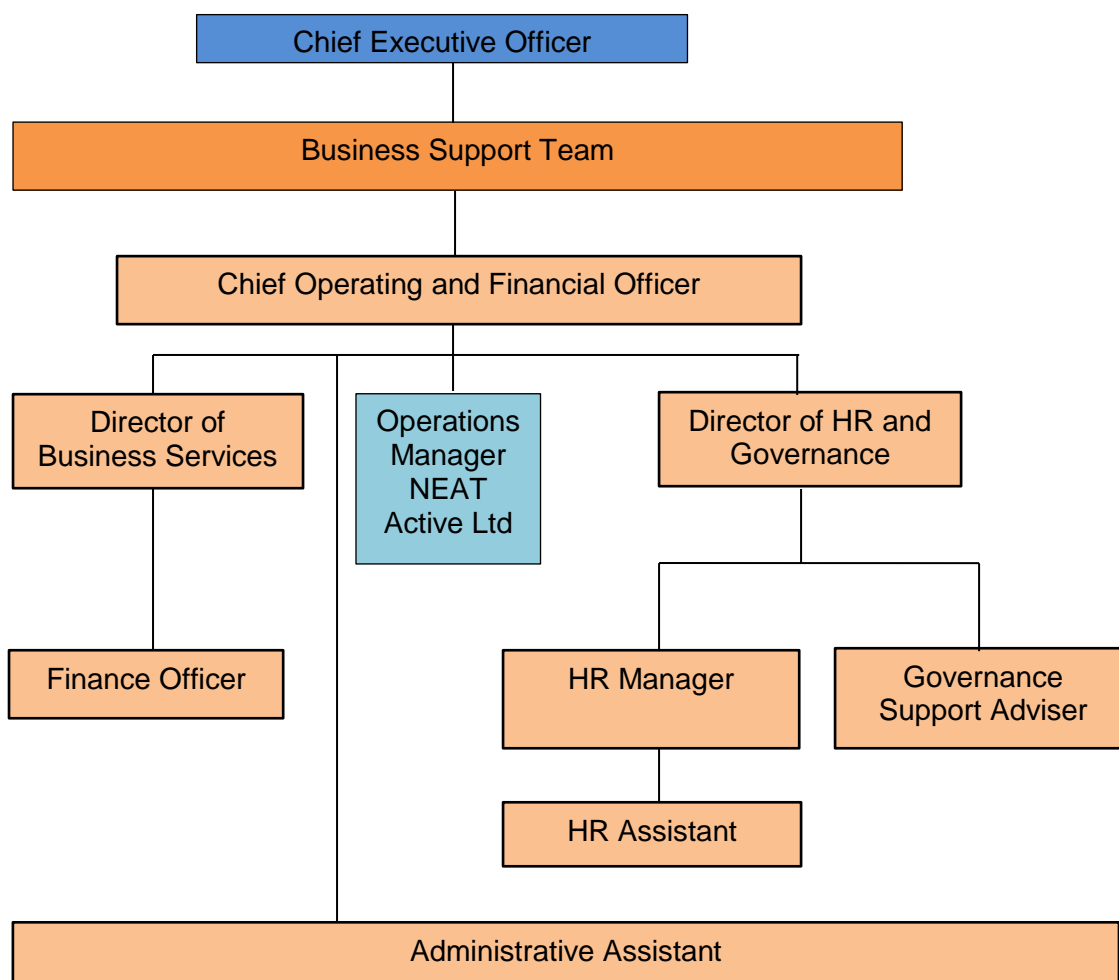 Chief Executive Officer
Business Support Team
Chief Operating and Financial Officer
Director of
Business Services
Operations
Manager
NEAT
Active Ltd
Director of HR and
Governance
Finance Officer
HR Manager
Governance
Support Adviser
HR Assistant
Administrative Assistant